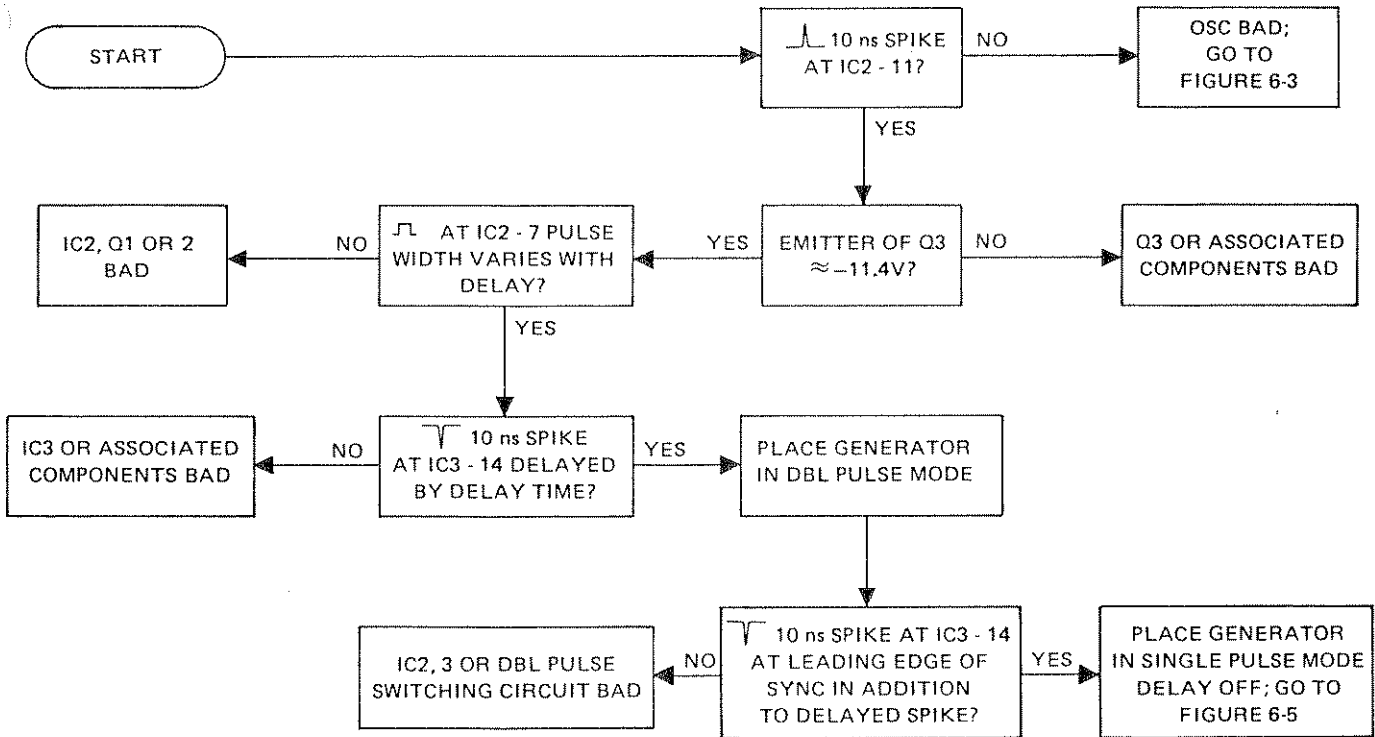 START
10 ns SPIKE
AT IC2 - 11?
NO
OSC BAD;
GO TO
FIGURE 6-3
YES
IC2, Q1 OR 2
BAD
NO
AT IC2 - 7 PULSE
WIDTH VARIES WITH
DELAY?
YES
EMITTER OF Q3
≈ -11.4V?
NO
Q3 OR ASSOCIATED
COMPONENTS BAD
YES
IC3 OR ASSOCIATED
COMPONENTS BAD
NO
10 ns SPIKE
AT IC3 - 14 DELAYED
BY DELAY TIME?
YES
PLACE GENERATOR
IN DBL PULSE MODE
IC2, 3 OR DBL PULSE
SWITCHING CIRCUIT BAD
NO
10 ns SPIKE AT IC3 - 14
AT LEADING EDGE OF
SYNC IN ADDITION
TO DELAYED SPIKE?
YES
PLACE GENERATOR
IN SINGLE PULSE MODE
DELAY OFF; GO TO
FIGURE 6-5